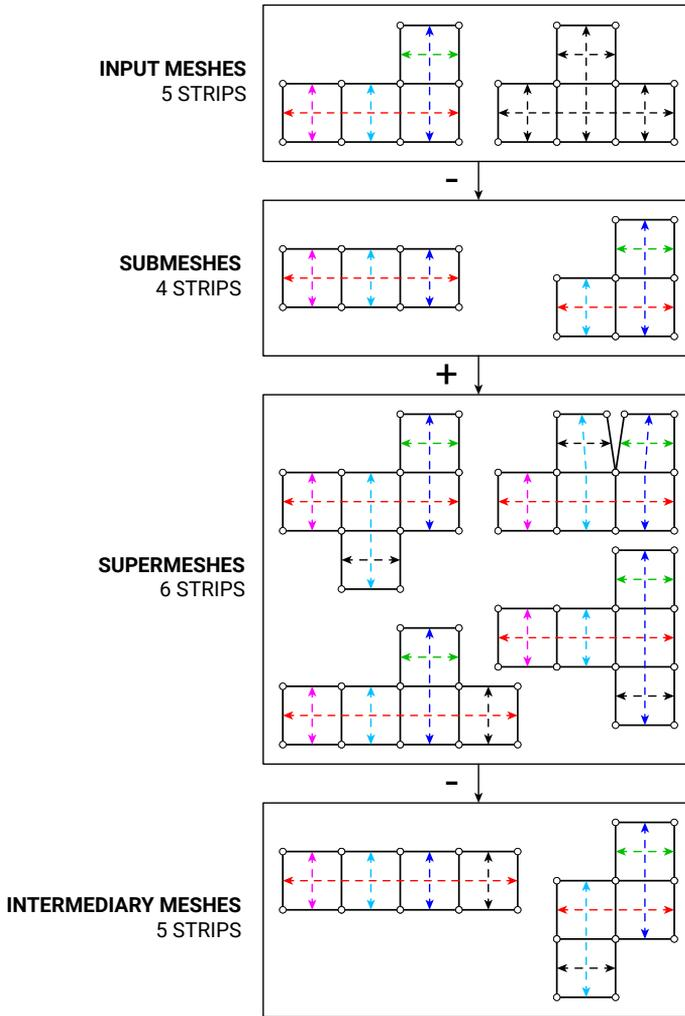 INPUT MESHES
5 STRIPS
-
SUBMESHES
4 STRIPS
+
SUPERMESHES
6 STRIPS
-
INTERMEDIARY MESHES
5 STRIPS